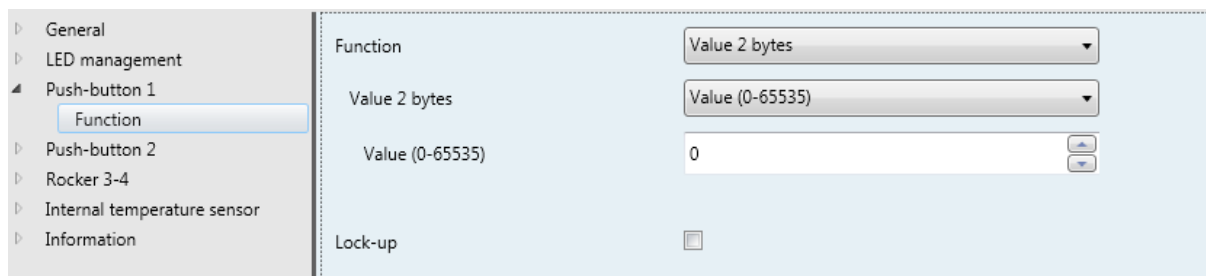 General
LED management
Push-button 1
Function
Push-button 2
Rocker 3-4
Internal temperature sensor
Information
Function
Value 2 bytes
Value 2 bytes
Value (0-65535)
Value (0-65535)
0
Lock-up